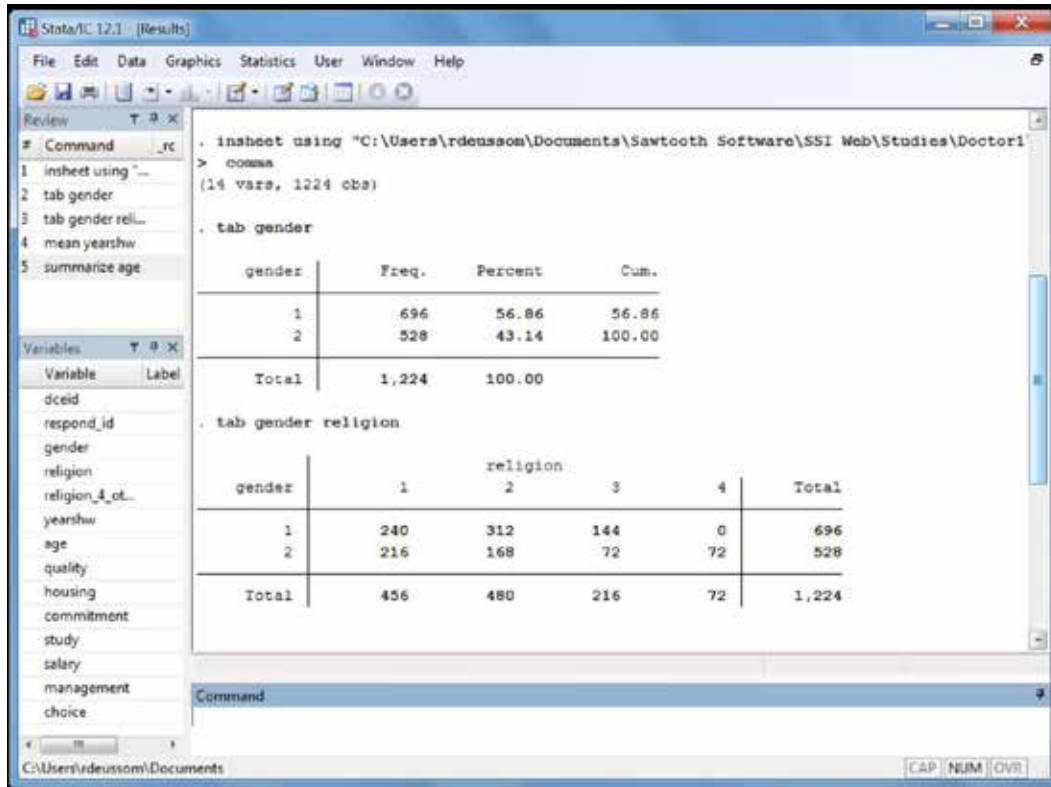 Stata/IC 12.1 - [Results]
File Edit Data Graphics Statistics User Window Help
Review
# Command _rc
1 insheet using "...
2 tab gender
3 tab gender reli...
4 mean yearshw
5 summarize age
Variables
Variable Label
dceid
respond_id
gender
religion
religion_4_ot...
yearshw
age
quality
housing
commitment
study
salary
management
choice
. insheet using "C:\Users\rdeussom\Documents\Sawtooth Software\SSI Web\Studies\Doctor1
> comma
(14 vars, 1224 obs)
. tab gender
gender Freq. Percent Cum.
1 696 56.86 56.86
2 528 43.14 100.00
Total 1,224 100.00
. tab gender religion
religion
gender 1 2 3 4 Total
1 240 312 144 0 696
2 216 168 72 72 528
Total 456 480 216 72 1,224
Command
C:\Users\rdeussom\Documents
CAP NUM OVR